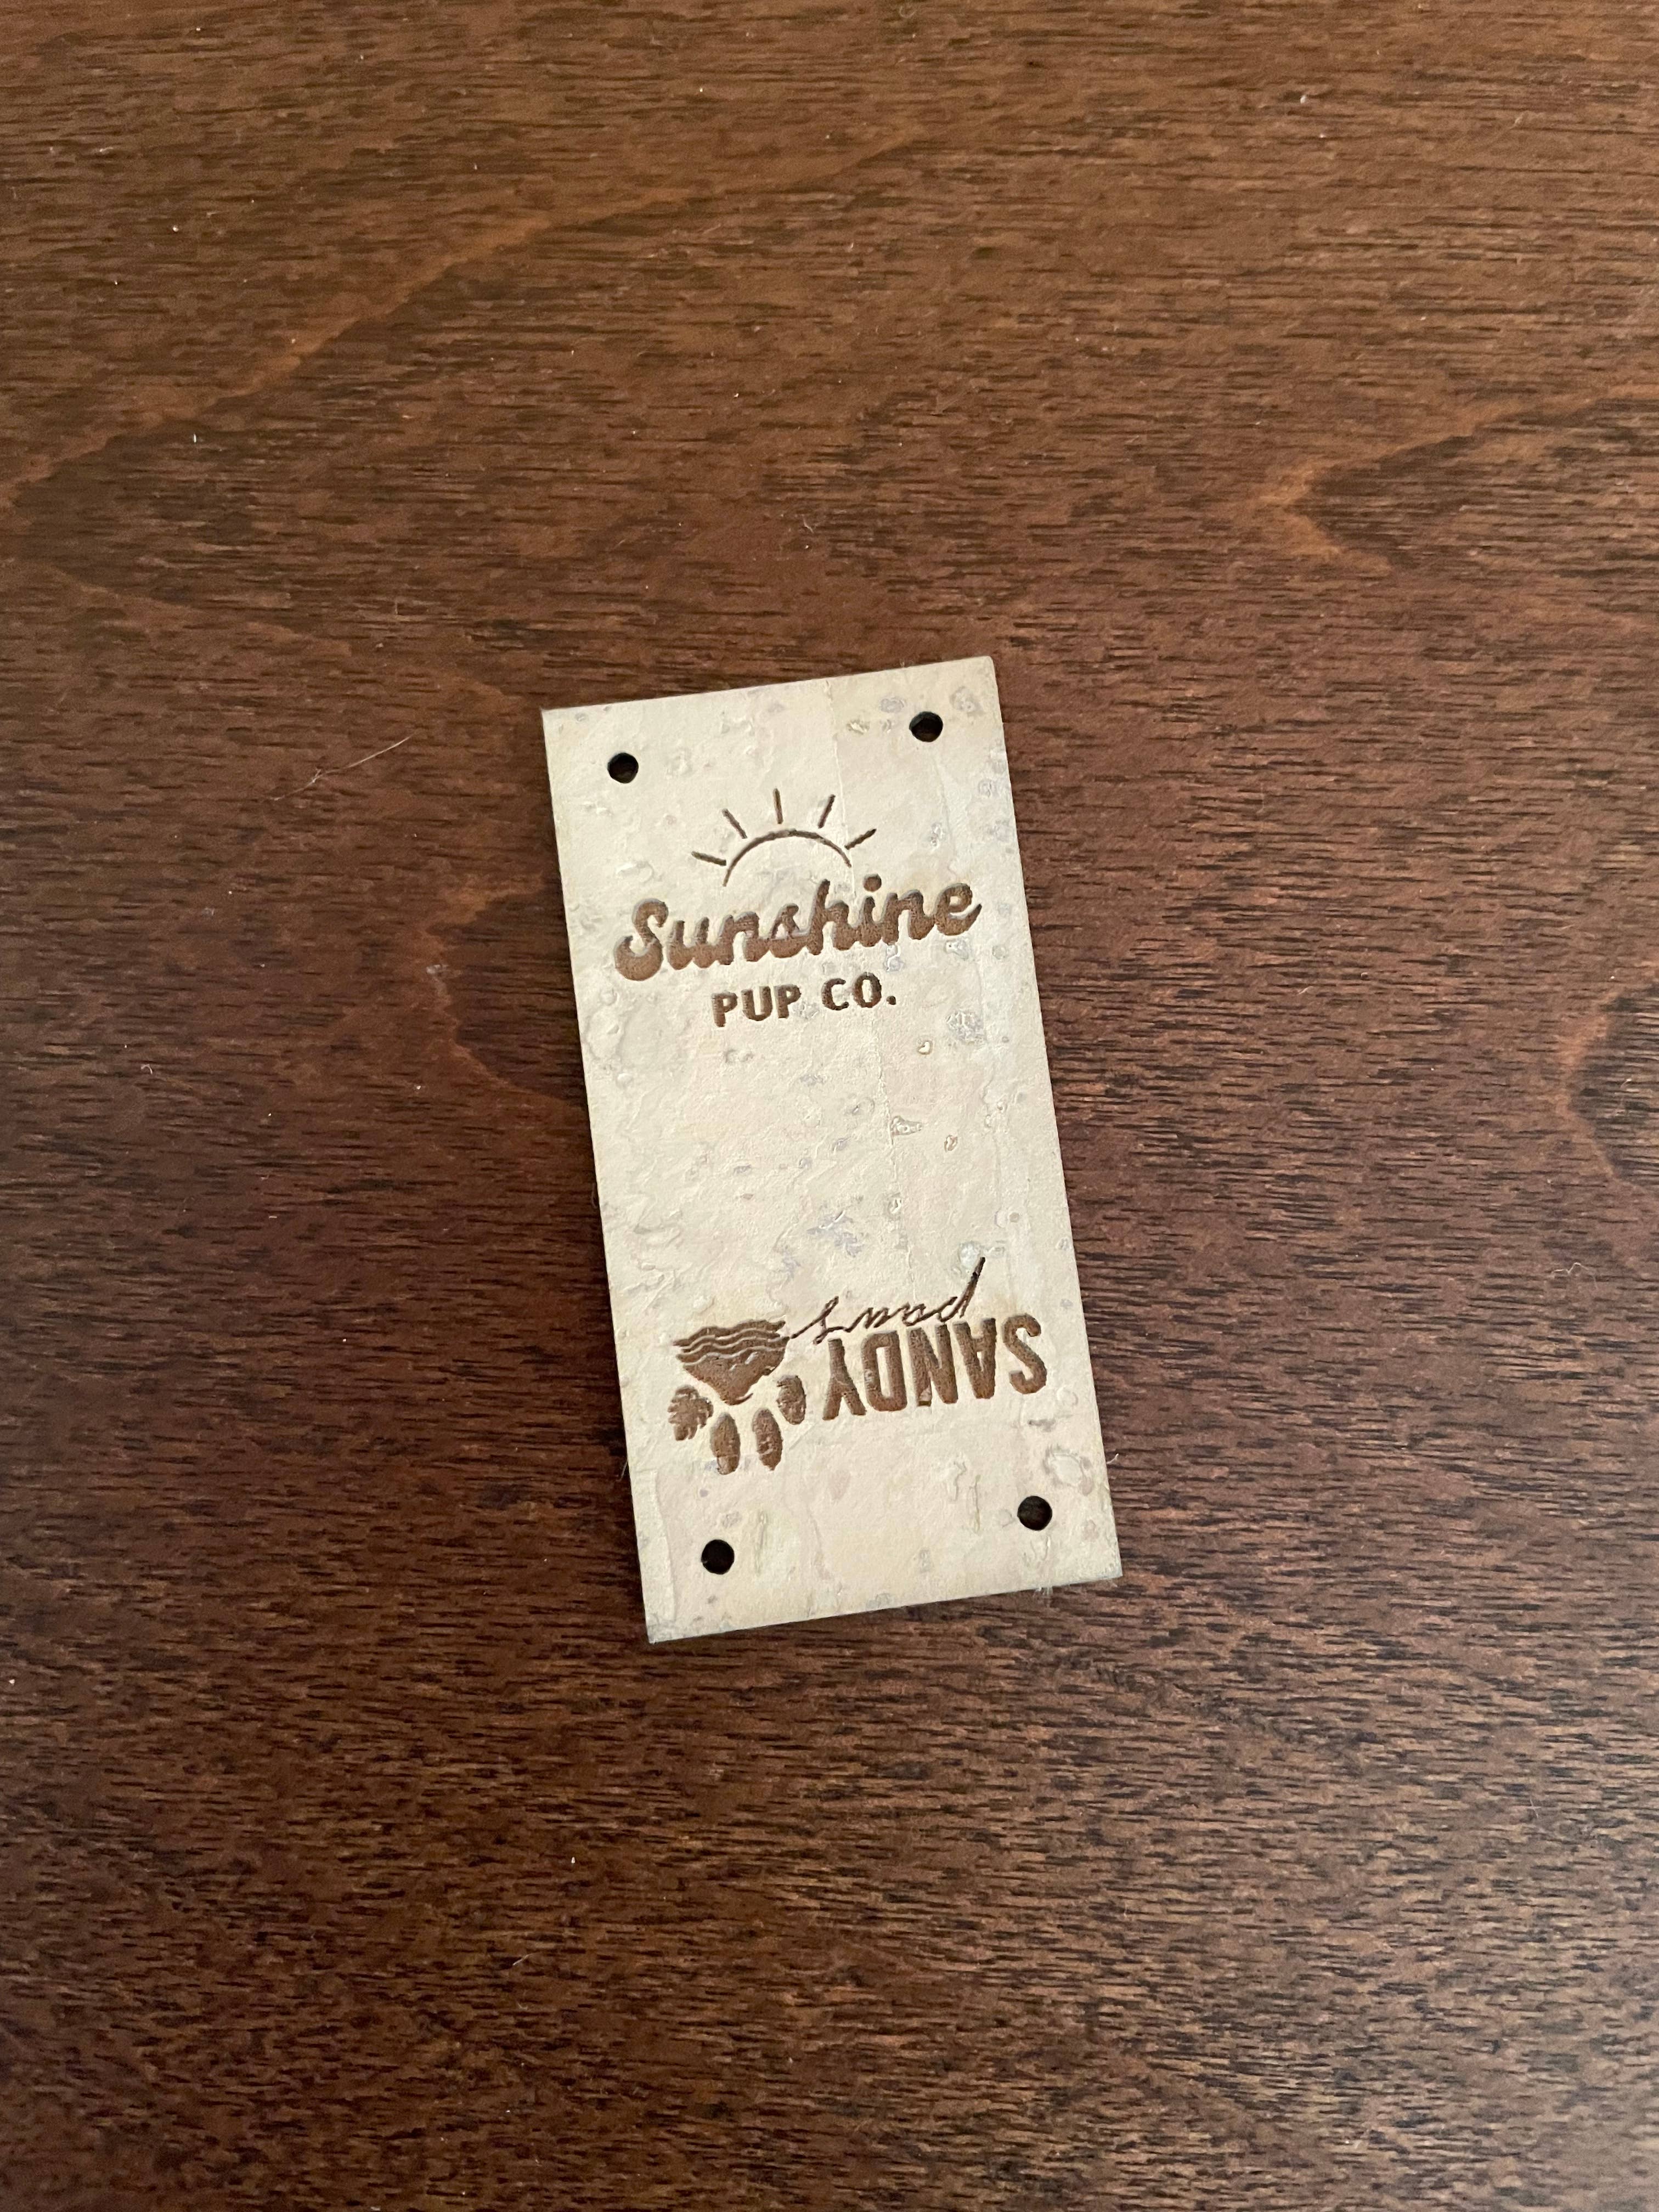 Sunshine
PUP CO.
SANDY
paws